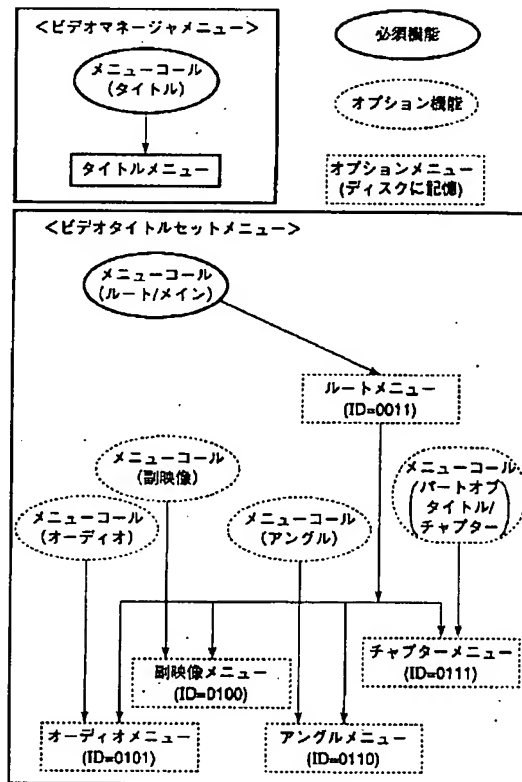 ＜ビデオマネージャメニュー＞
メニューコール
(タイトル)
タイトルメニュー
必須機能
オプション機能
オプションメニュー
(ディスクに記憶)
＜ビデオタイトルセットメニュー＞
メニューコール
(ルート/メイン)
ルートメニュー
(ID=0011)
メニューコール
(副映像)
メニューコール
(オーディオ)
メニューコール
(アングル)
メニューコール
(パートオブ
タイトル/
チャプター)
副映像メニュー
(ID=0100)
チャプターメニュー
(ID=0111)
オーディオメニュー
(ID=0101)
アングルメニュー
(ID=0110)